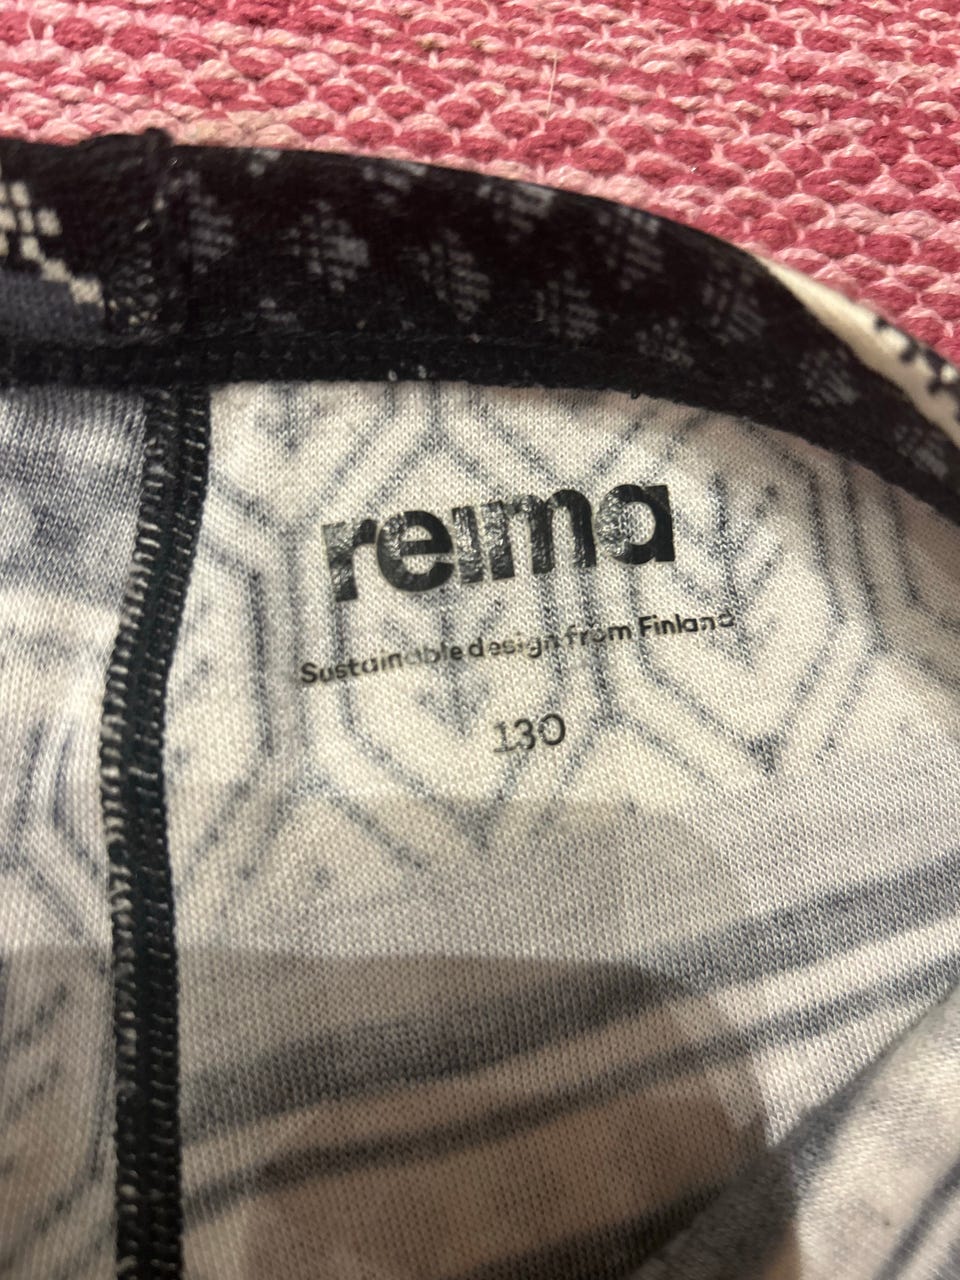 reima
Sustainable design from Finland
130